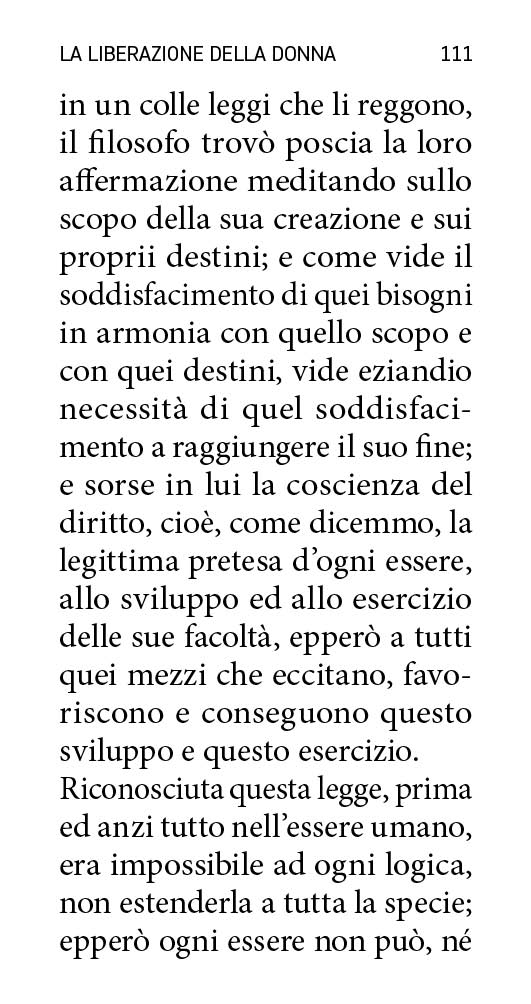 LA LIBERAZIONE DELLA DONNA 111
in un colle leggi che li reggono,
il filosofo trovò poscia la loro
affermazione meditando sullo
scopo della sua creazione e sui
proprii destini; e come vide il
soddisfacimento di quei bisogni
in armonia con quello scopo e
con quei destini, vide eziandio
necessità di quel soddisfaci-
mento a raggiungere il suo fine;
e sorse in lui la coscienza del
diritto, cioè, come dicemmo, la
legittima pretesa d’ogni essere,
allo sviluppo ed allo esercizio
delle sue facoltà, epperò a tutti
quei mezzi che eccitano, favo-
riscono e conseguono questo
sviluppo e questo esercizio.
Riconosciuta questa legge, prima
ed anzi tutto nell’essere umano,
era impossibile ad ogni logica,
non estenderla a tutta la specie;
epperò ogni essere non può, né